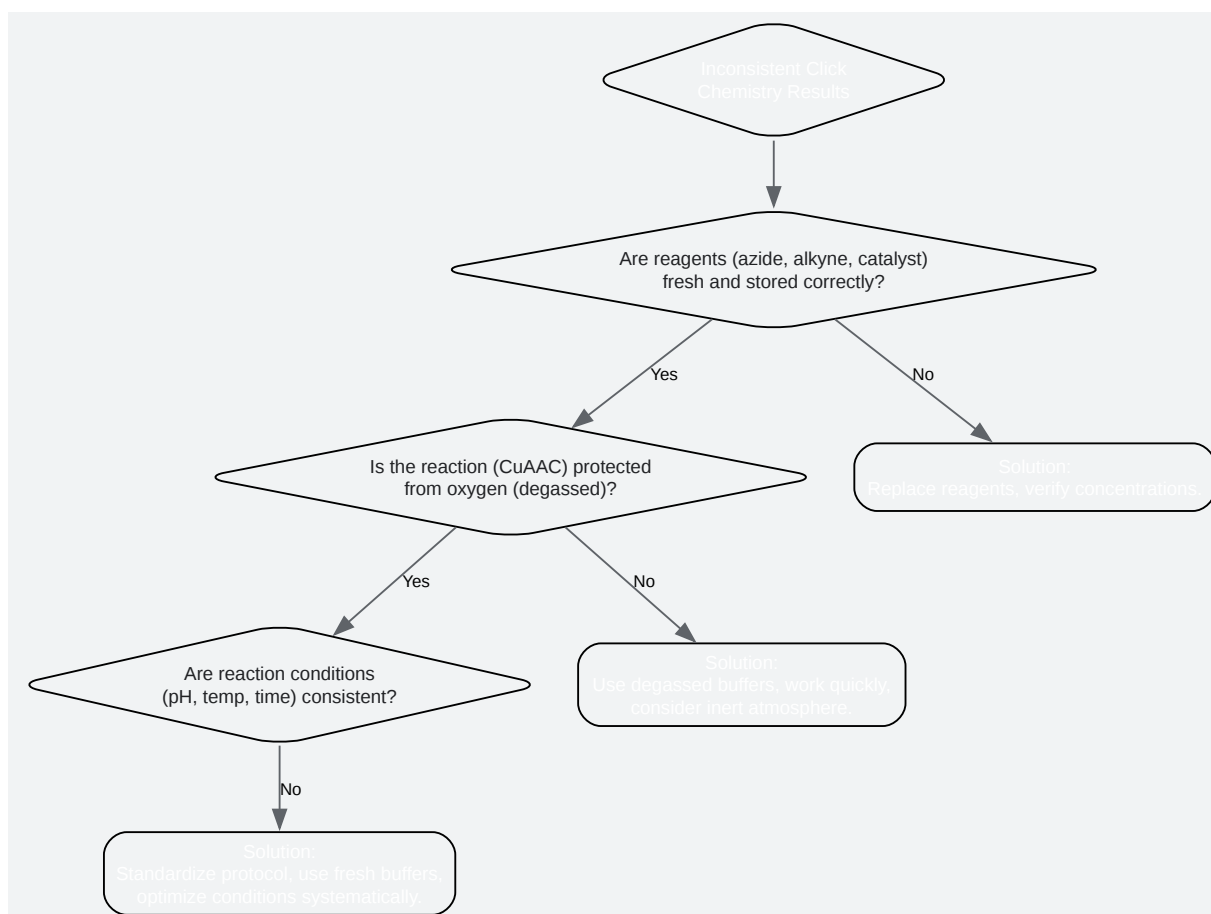 Inconsistent Click
Chemistry Results
Are reagents (azide, alkyne, catalyst)
fresh and stored correctly?
Yes
No
Is the reaction (CuAAC) protected
from oxygen (degassed)?
Solution:
Replace reagents, verify concentrations.
Yes
No
Are reaction conditions
(pH, temp, time) consistent?
Solution:
Use degassed buffers, work quickly,
consider inert atmosphere.
No
Solution:
Standardize protocol, use fresh buffers,
optimize conditions systematically.